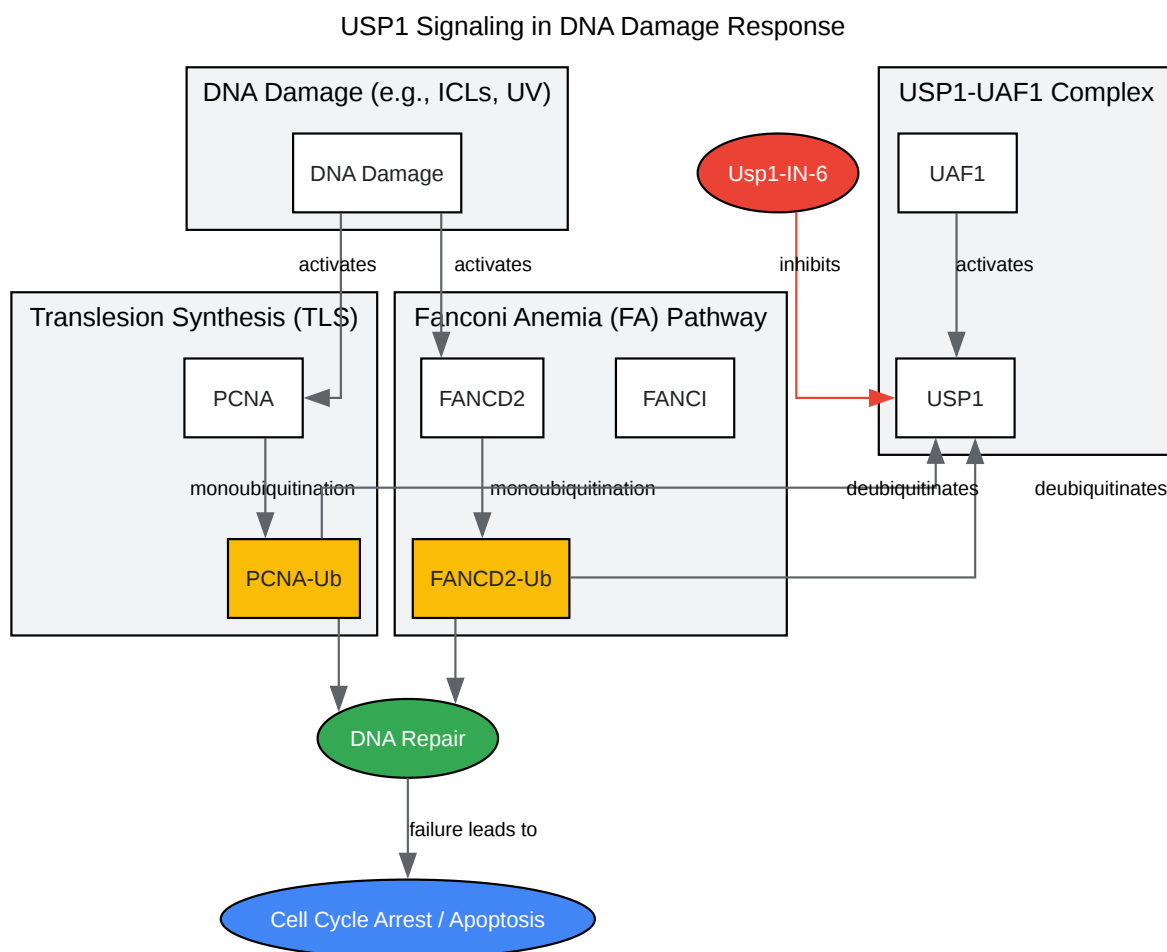 USP1 Signaling in DNA Damage Response
DNA Damage (e.g., ICLs, UV)
USP1-UAF1 Complex
DNA Damage
Usp1-IN-6
UAF1
activates
activates
inhibits
activates
Translesion Synthesis (TLS)
Fanconi Anemia (FA) Pathway
PCNA
FANCD2
FANCI
USP1
monoubiquitination
monoubiquitination
deubiquitinates
deubiquitinates
PCNA-Ub
FANCD2-Ub
DNA Repair
failure leads to
Cell Cycle Arrest / Apoptosis